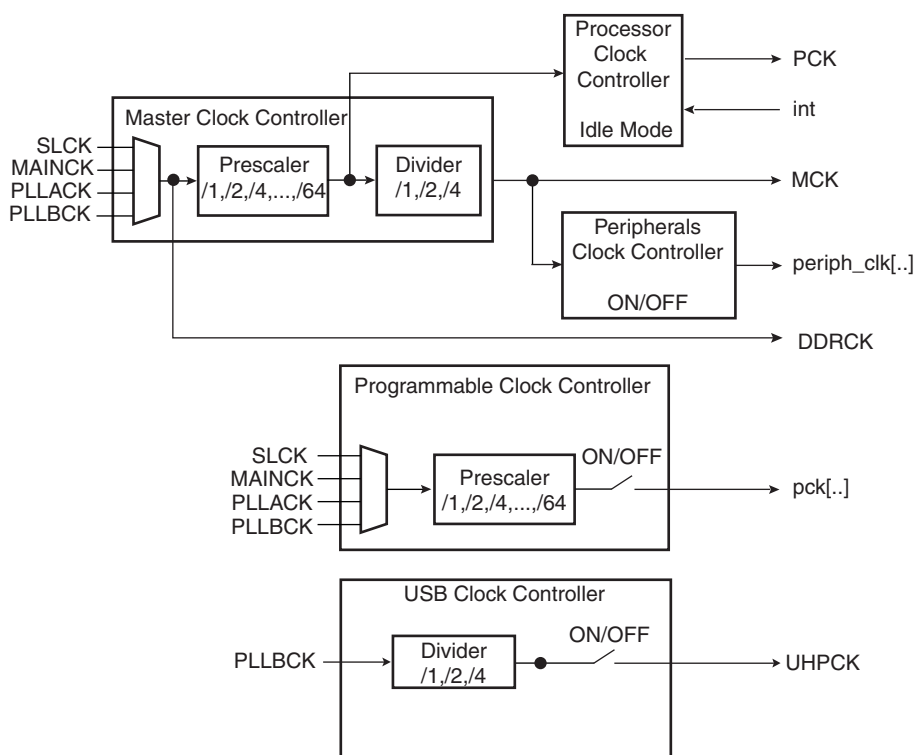 Processor
Clock
Controller
Idle Mode
PCK
int
Master Clock Controller
SLCK
MAINCK
PLLACK
PLLBCK
Prescaler
/1,/2,/4,...,/64
Divider
/1,/2,/4
MCK
Peripherals
Clock Controller
ON/OFF
periph_clk[..]
DDRCK
Programmable Clock Controller
SLCK
MAINCK
PLLACK
PLLBCK
Prescaler
/1,/2,/4,...,/64
ON/OFF
pck[..]
USB Clock Controller
PLLBCK
Divider
/1,/2,/4
ON/OFF
UHPCK